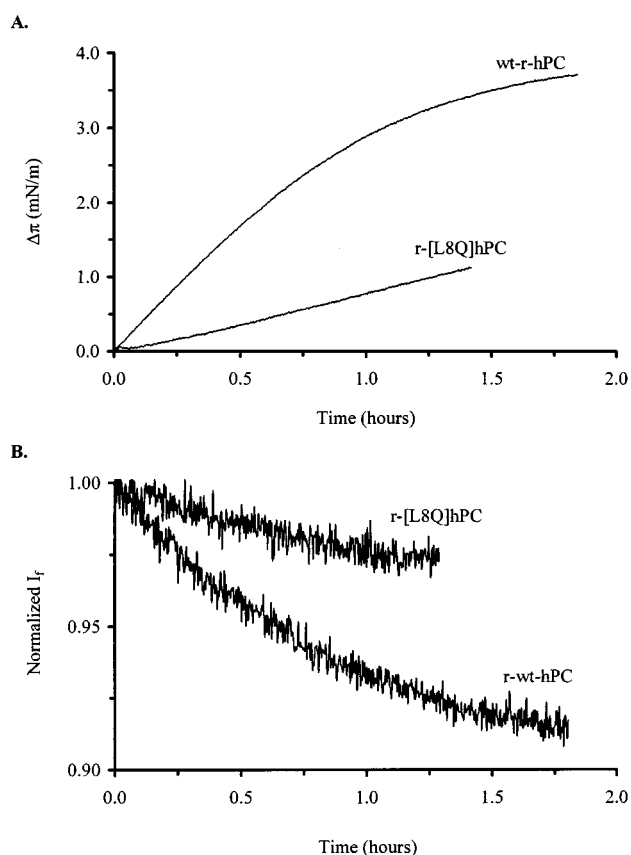 A.
4.0
wt-r-hPC
3.0
Δπ (mN/m)
2.0
r-[L8Q]hPC
1.0
0.0
0.0 0.5 1.0 1.5 2.0
Time (hours)
B.
1.00
r-[L8Q]hPC
Normalized I_f
0.95
r-wt-hPC
0.90
0.0 0.5 1.0 1.5 2.0
Time (hours)